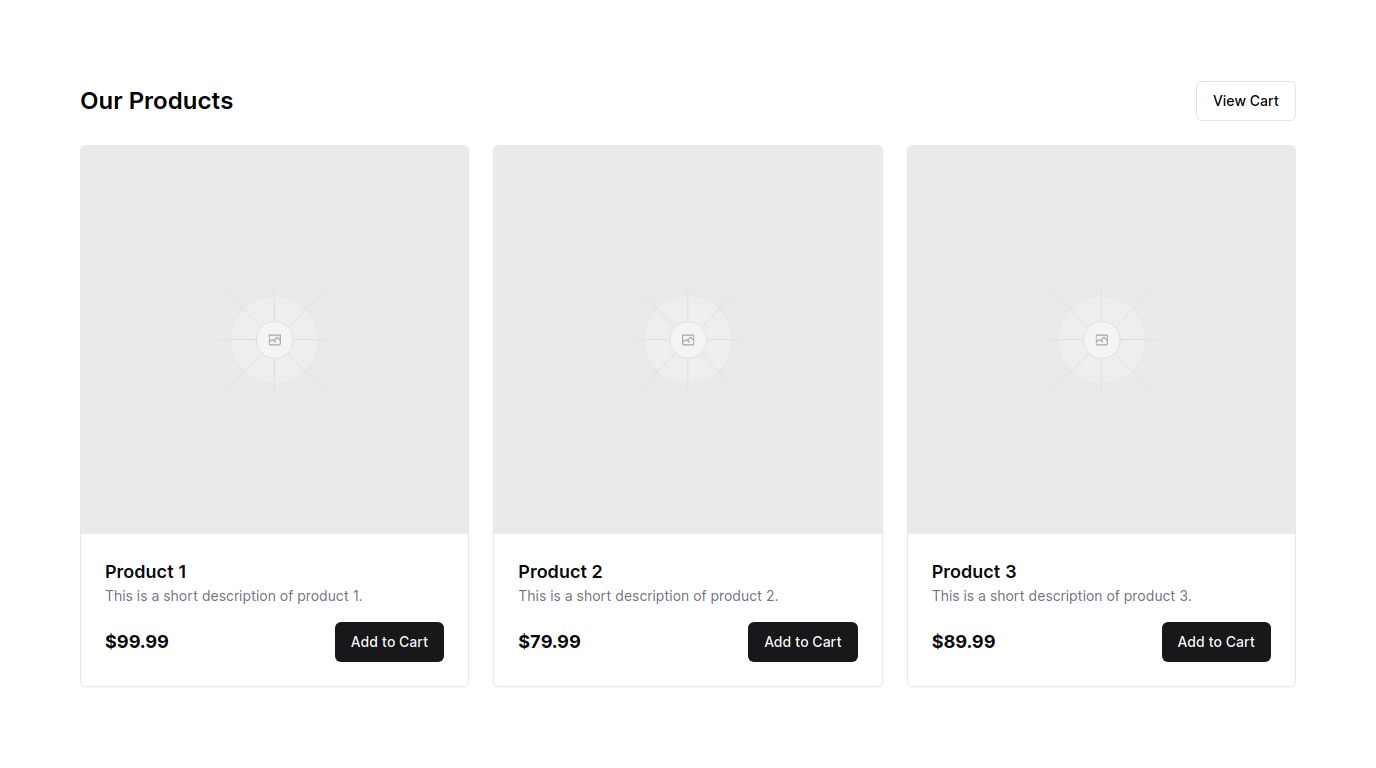 Our Products
View Cart
Product 1
This is a short description of product 1.
$99.99
Add to Cart
Product 2
This is a short description of product 2.
$79.99
Add to Cart
Product 3
This is a short description of product 3.
$89.99
Add to Cart